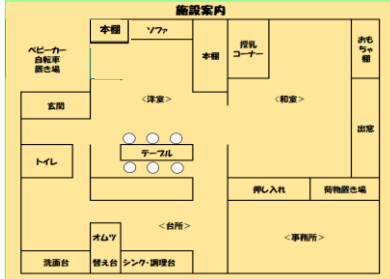 施設案内
ベビーカー
自転車
置き場
本棚
ソファ
本棚
授乳
コーナー
おも
ちゃ
棚
玄関
<洋室>
<和室>
出窓
トイレ
テーブル
押し入れ
荷物置き場
オムツ
替え台
<台所>
<事務所>
洗面台
シンク・調理台